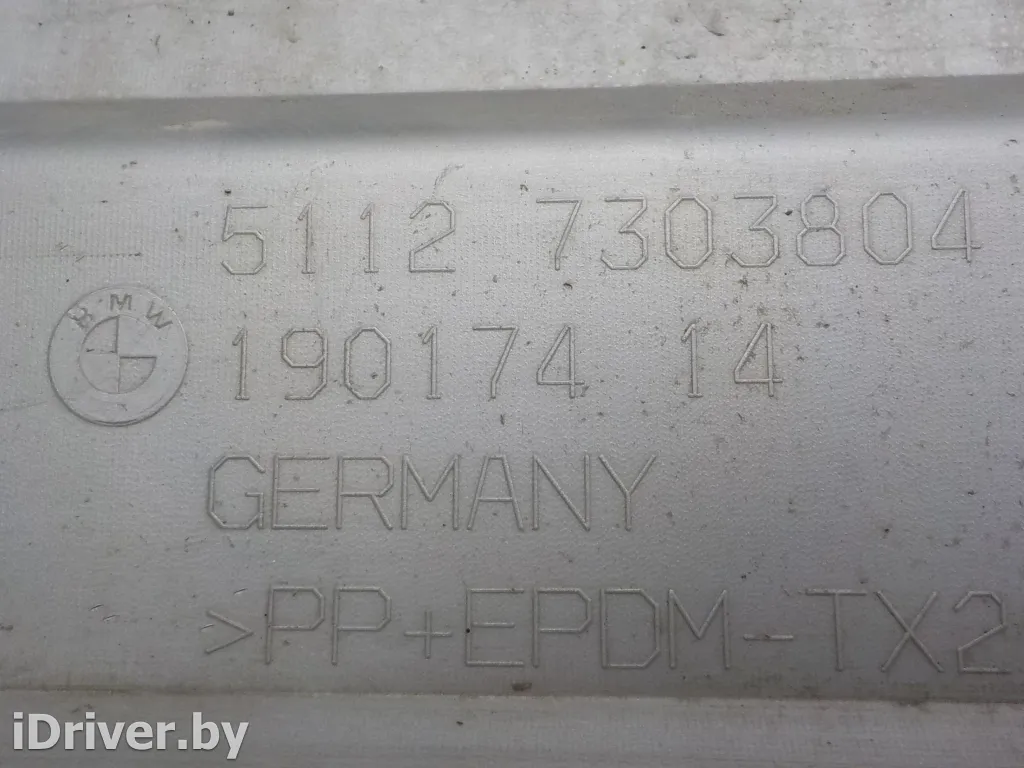 5112 7303804
BMW
190174 14
GERMANY
>PP+EPDM-TX2
iDriver.by